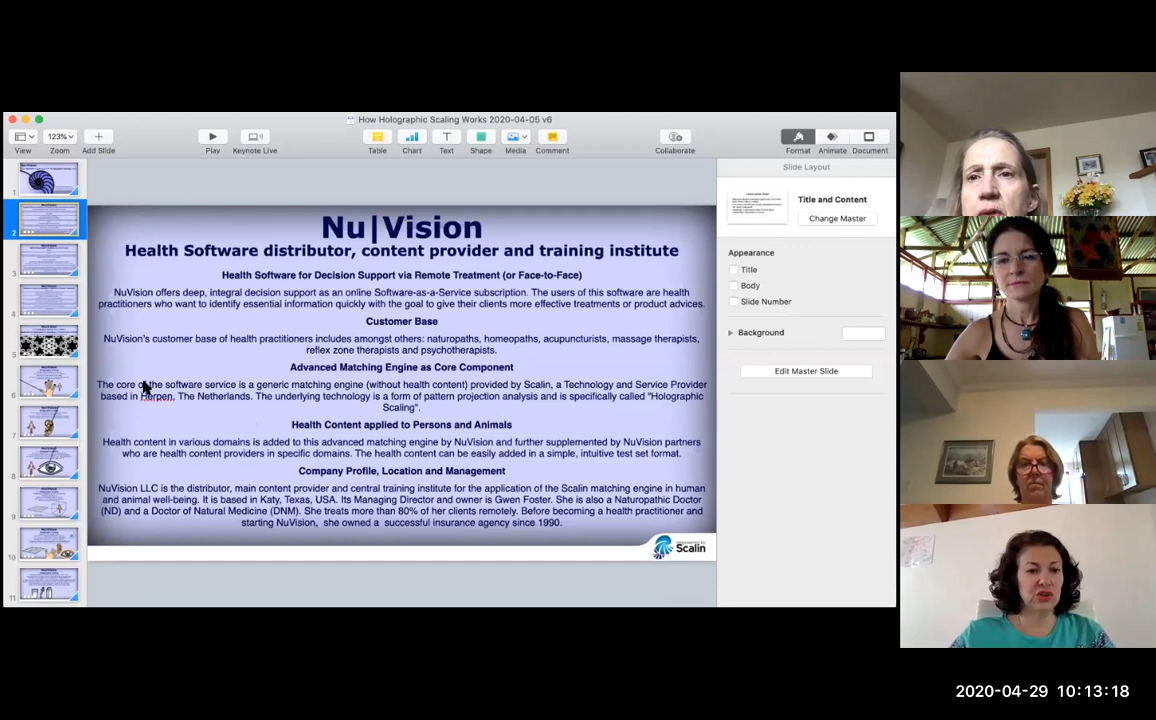 How Holographic Scaling Works 2020-04-05 v6
123%
View Zoom Add Slide Play Keynote Live Table Chart Text Shape Media Comment Collaborate Format Animate Document
1
2
3
4
5
6
7
8
9
10
11
Nu|Vision
Health Software distributor, content provider and training institute
Health Software for Decision Support via Remote Treatment (or Face-to-Face)
NuVision offers deep, integral decision support as an online Software-as-a-Service subscription. The users of this software are health
practitioners who want to identify essential information quickly with the goal to give their clients more effective treatments or product advices.
Customer Base
NuVision's customer base of health practitioners includes amongst others: naturopaths, homeopaths, acupuncturists, massage therapists,
reflex zone therapists and psychotherapists.
Advanced Matching Engine as Core Component
The core of the software service is a generic matching engine (without health content) provided by Scalin, a Technology and Service Provider
based in Herpen, The Netherlands. The underlying technology is a form of pattern projection analysis and is specifically called "Holographic
Scaling".
Health Content applied to Persons and Animals
Health content in various domains is added to this advanced matching engine by NuVision and further supplemented by NuVision partners
who are health content providers in specific domains. The health content can be easily added in a simple, intuitive test set format.
Company Profile, Location and Management
NuVision LLC is the distributor, main content provider and central training institute for the application of the Scalin matching engine in human
and animal well-being. It is based in Katy, Texas, USA. Its Managing Director and owner is Gwen Foster. She is also a Naturopathic Doctor
(ND) and a Doctor of Natural Medicine (DNM). She treats more than 80% of her clients remotely. Before becoming a health practitioner and
starting NuVision, she owned a successful insurance agency since 1990.
Scalin
Slide Layout
Title and Content
Change Master
Appearance
Title
Body
Slide Number
Background
Edit Master Slide
2020-04-29 10:13:18